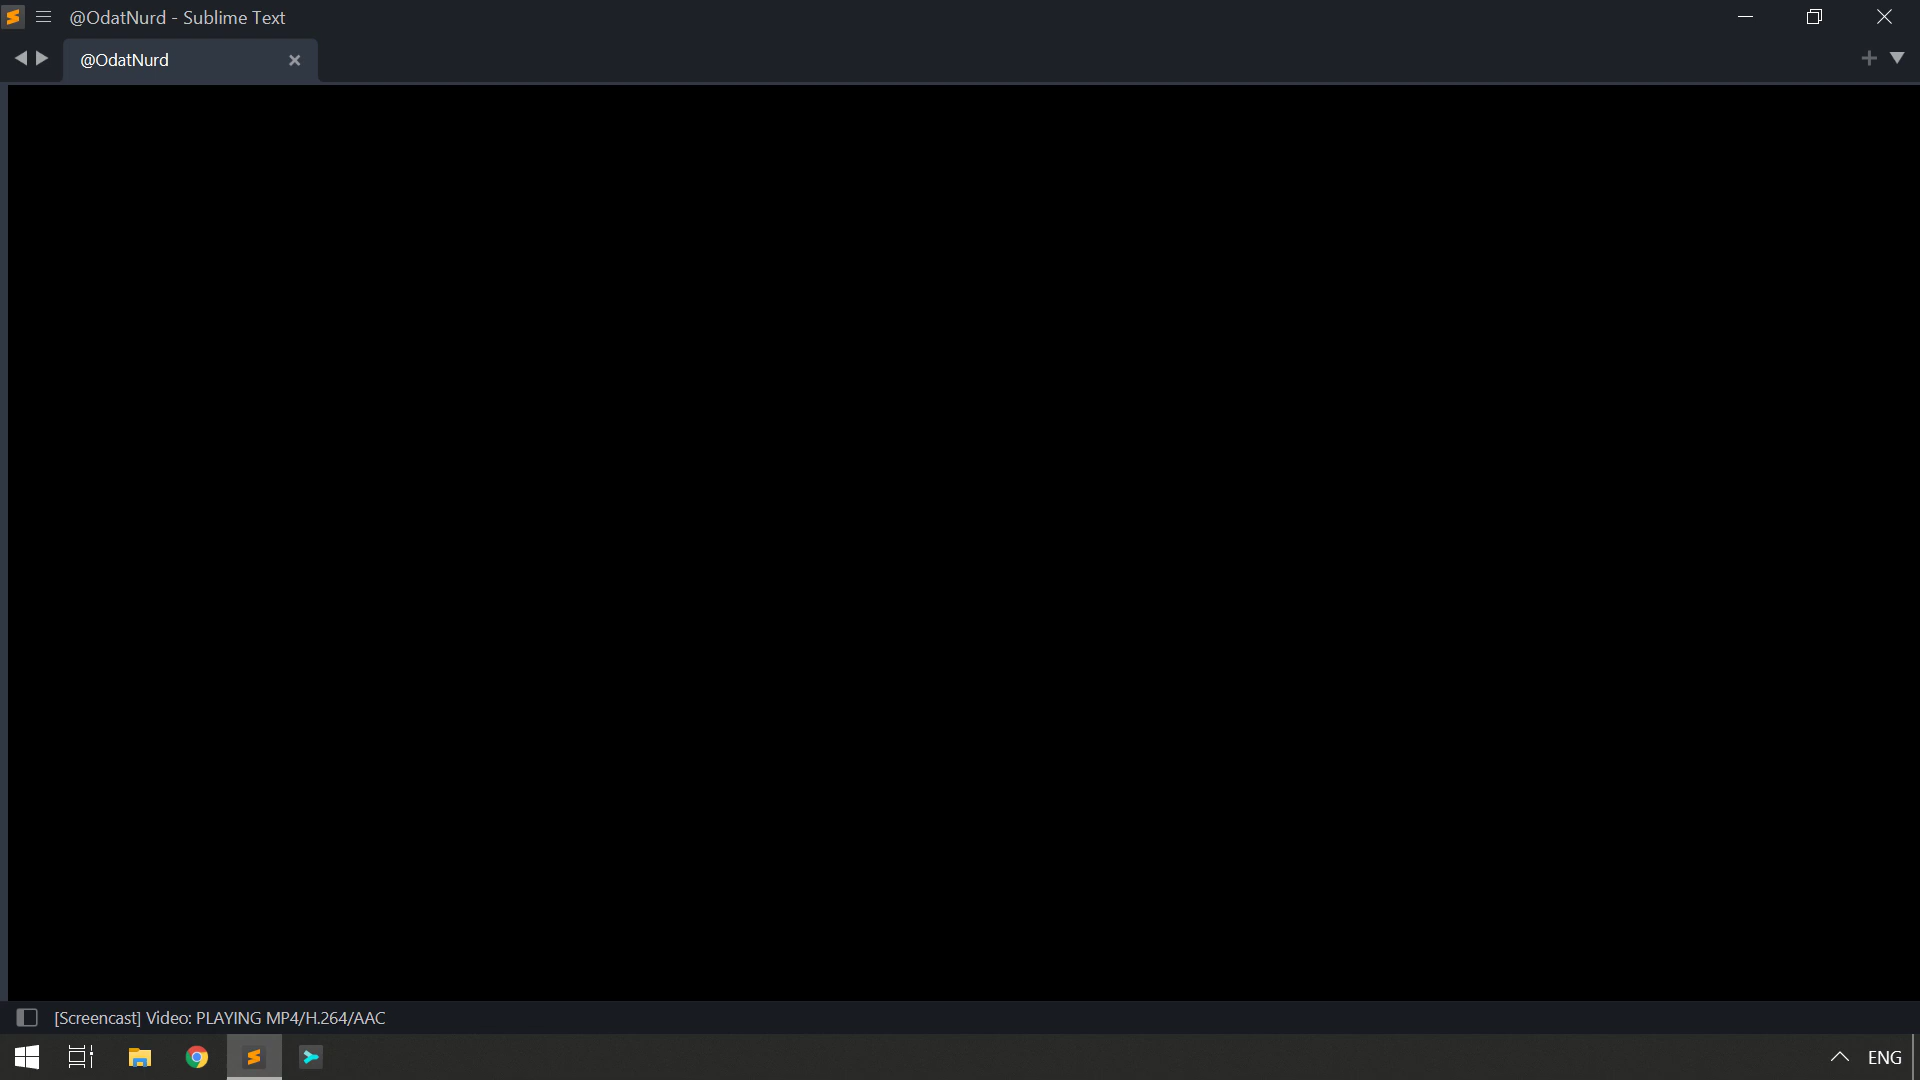 @OdatNurd - Sublime Text
@OdatNurd
[Screencast] Video: PLAYING MP4/H.264/AAC
ENG